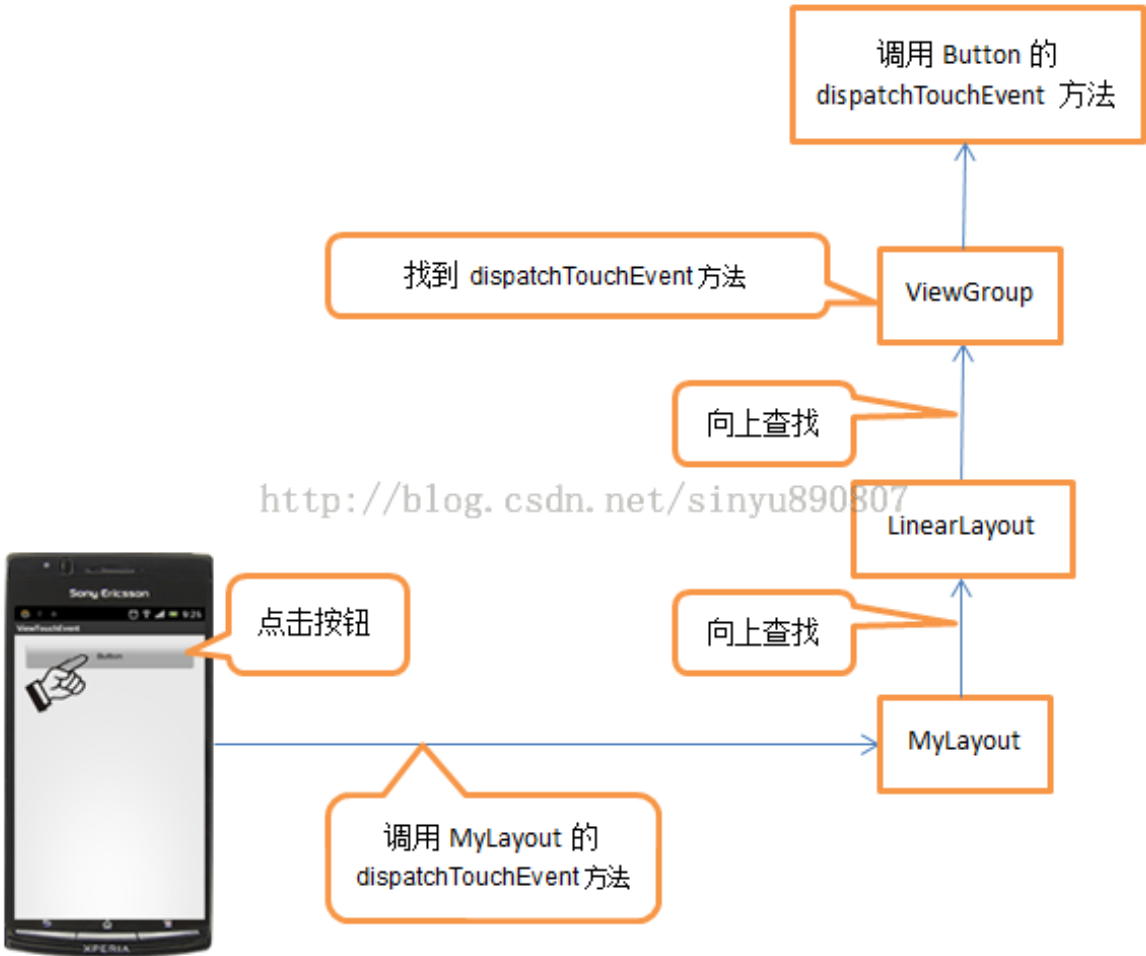 调用 Button 的
dispatchTouchEvent 方法
找到 dispatchTouchEvent方法
ViewGroup
向上查找
http://blog.csdn.net/sinyu890807
LinearLayout
Sony Ericsson
9:25
ViewTouchEvent
Button
点击按钮
向上查找
MyLayout
调用 MyLayout 的
dispatchTouchEvent方法
XPERIA